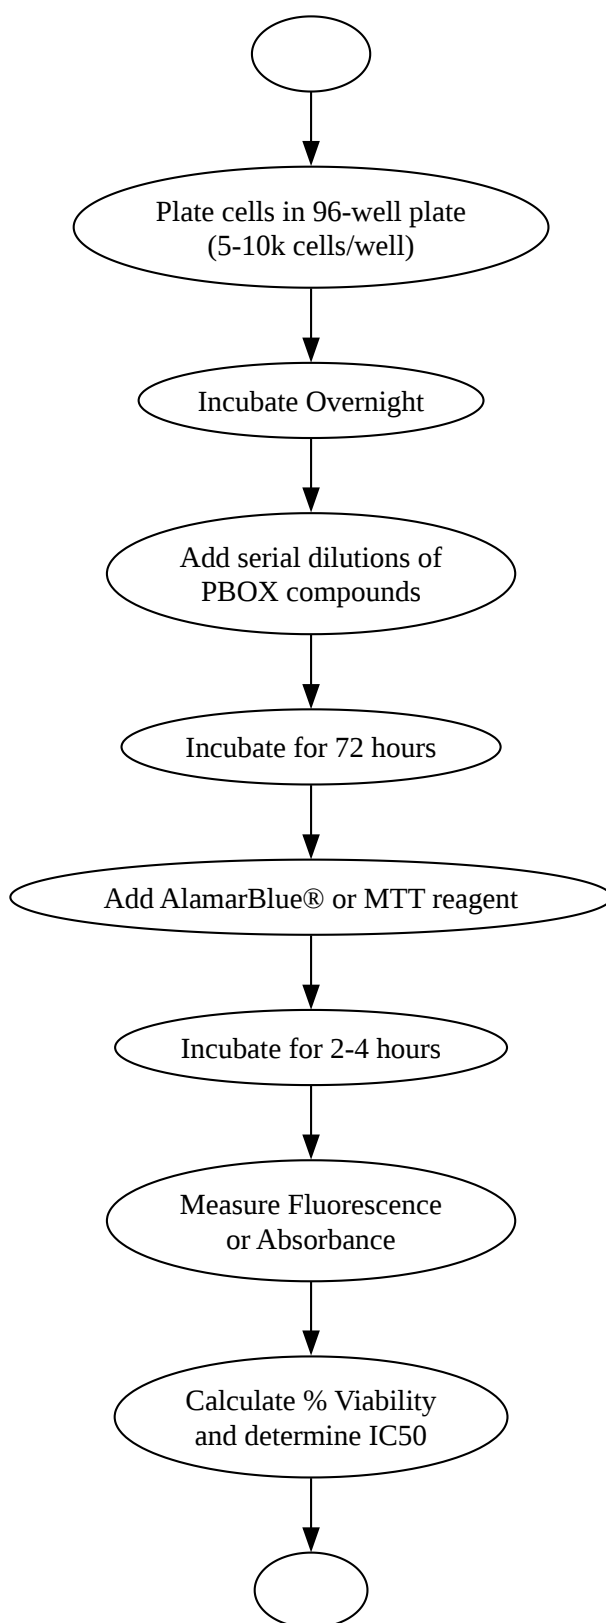 Plate cells in 96-well plate
(5-10k cells/well)
Incubate Overnight
Add serial dilutions of
PBOX compounds
Incubate for 72 hours
Add AlamarBlue® or MTT reagent
Incubate for 2-4 hours
Measure Fluorescence
or Absorbance
Calculate % Viability
and determine IC50